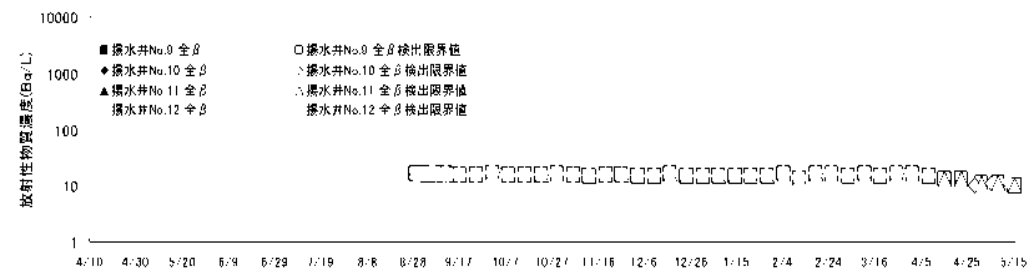 10000
1000
100
10
1
放射性物質濃度(Bq/L)
■揚水井No.9 全β □揚水井No.9 全β検出限界値
◆揚水井No.10 全β 揚水井No.10 全β検出限界値
▲揚水井No.11 全β △揚水井No.11 全β検出限界値
揚水井No.12 全β 揚水井No.12 全β検出限界値
4/10 4/30 5/20 6/9 6/29 7/19 8/8 8/28 9/17 10/7 10/27 11/16 12/6 12/26 1/15 2/4 2/24 3/16 4/5 4/25 5/15